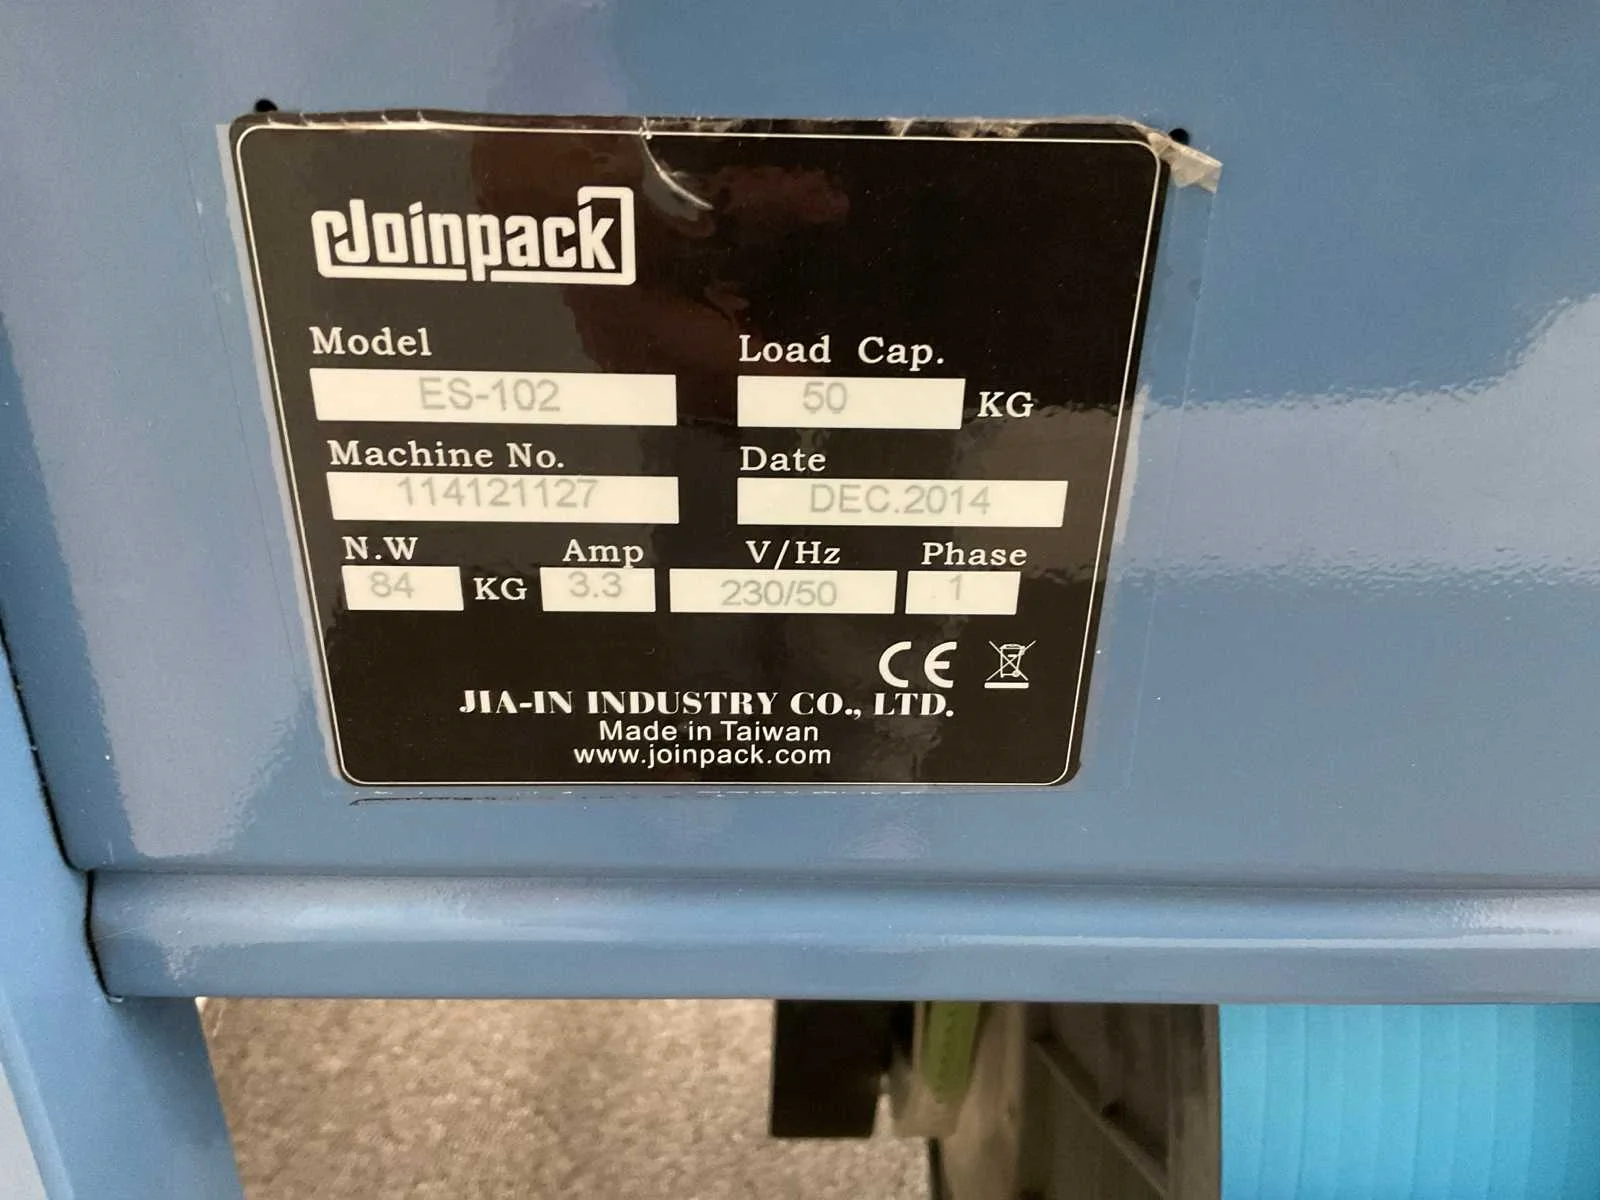 Joinpack
Model Load Cap.
ES-102 50 KG
Machine No. Date
114121127 DEC.2014
N.W Amp V/Hz Phase
84 KG 3.3 230/50 1
CE
JIA-IN INDUSTRY CO., LTD.
Made in Taiwan
www.joinpack.com